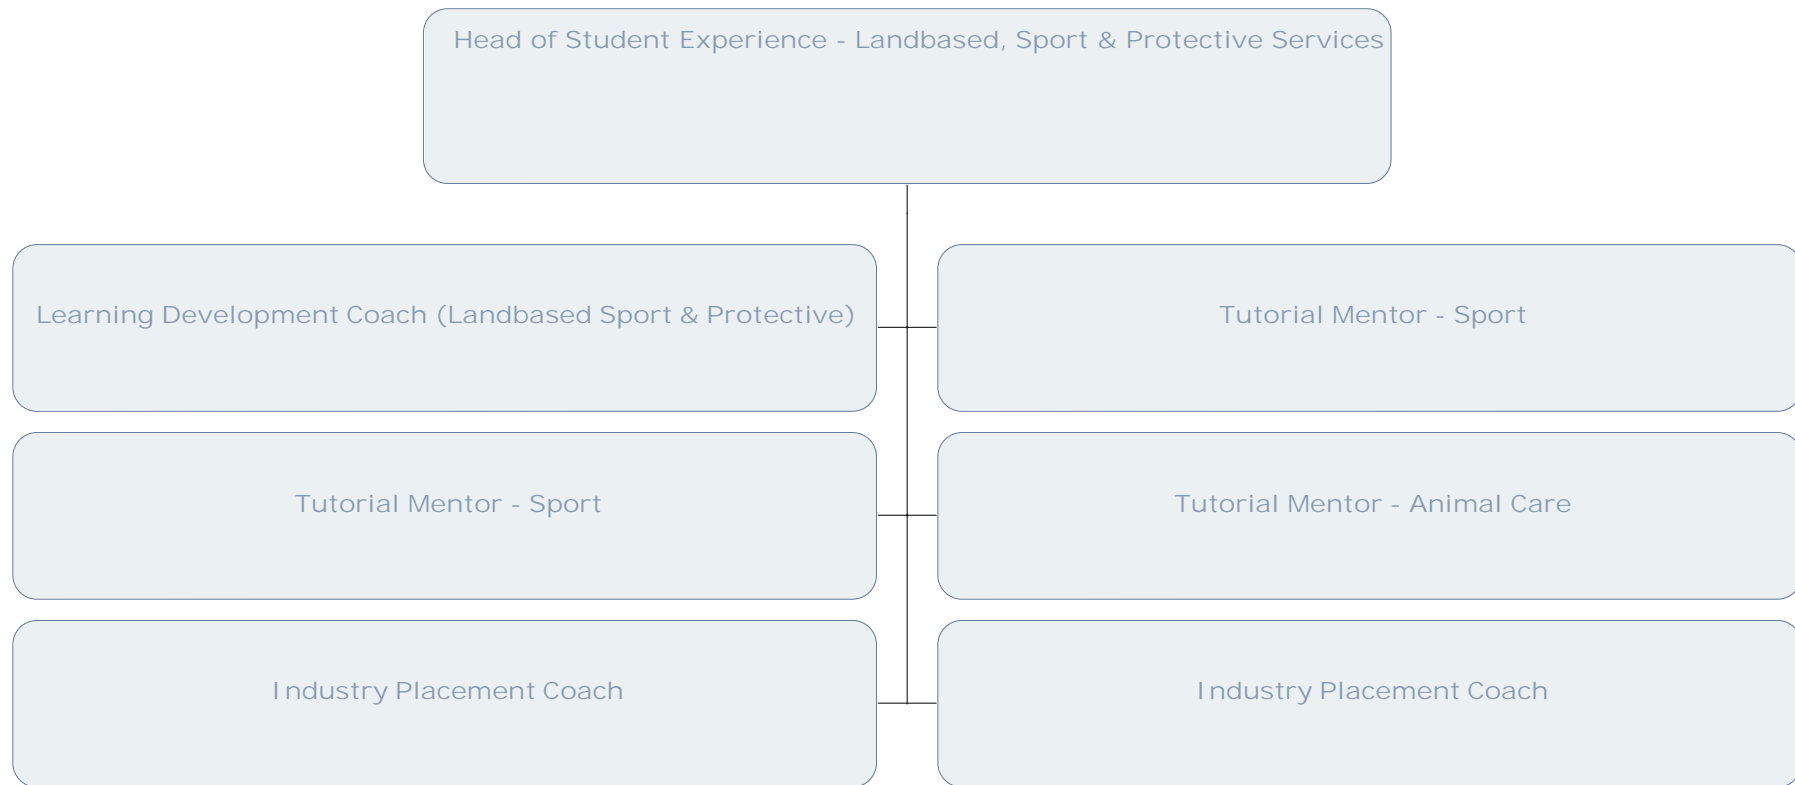 Head of Student Experience - Landbased, Sport & Protective Services
Learning Development Coach (Landbased Sport & Protective)
Tutorial Mentor - Sport
Tutorial Mentor - Sport
Tutorial Mentor - Animal Care
Industry Placement Coach
Industry Placement Coach